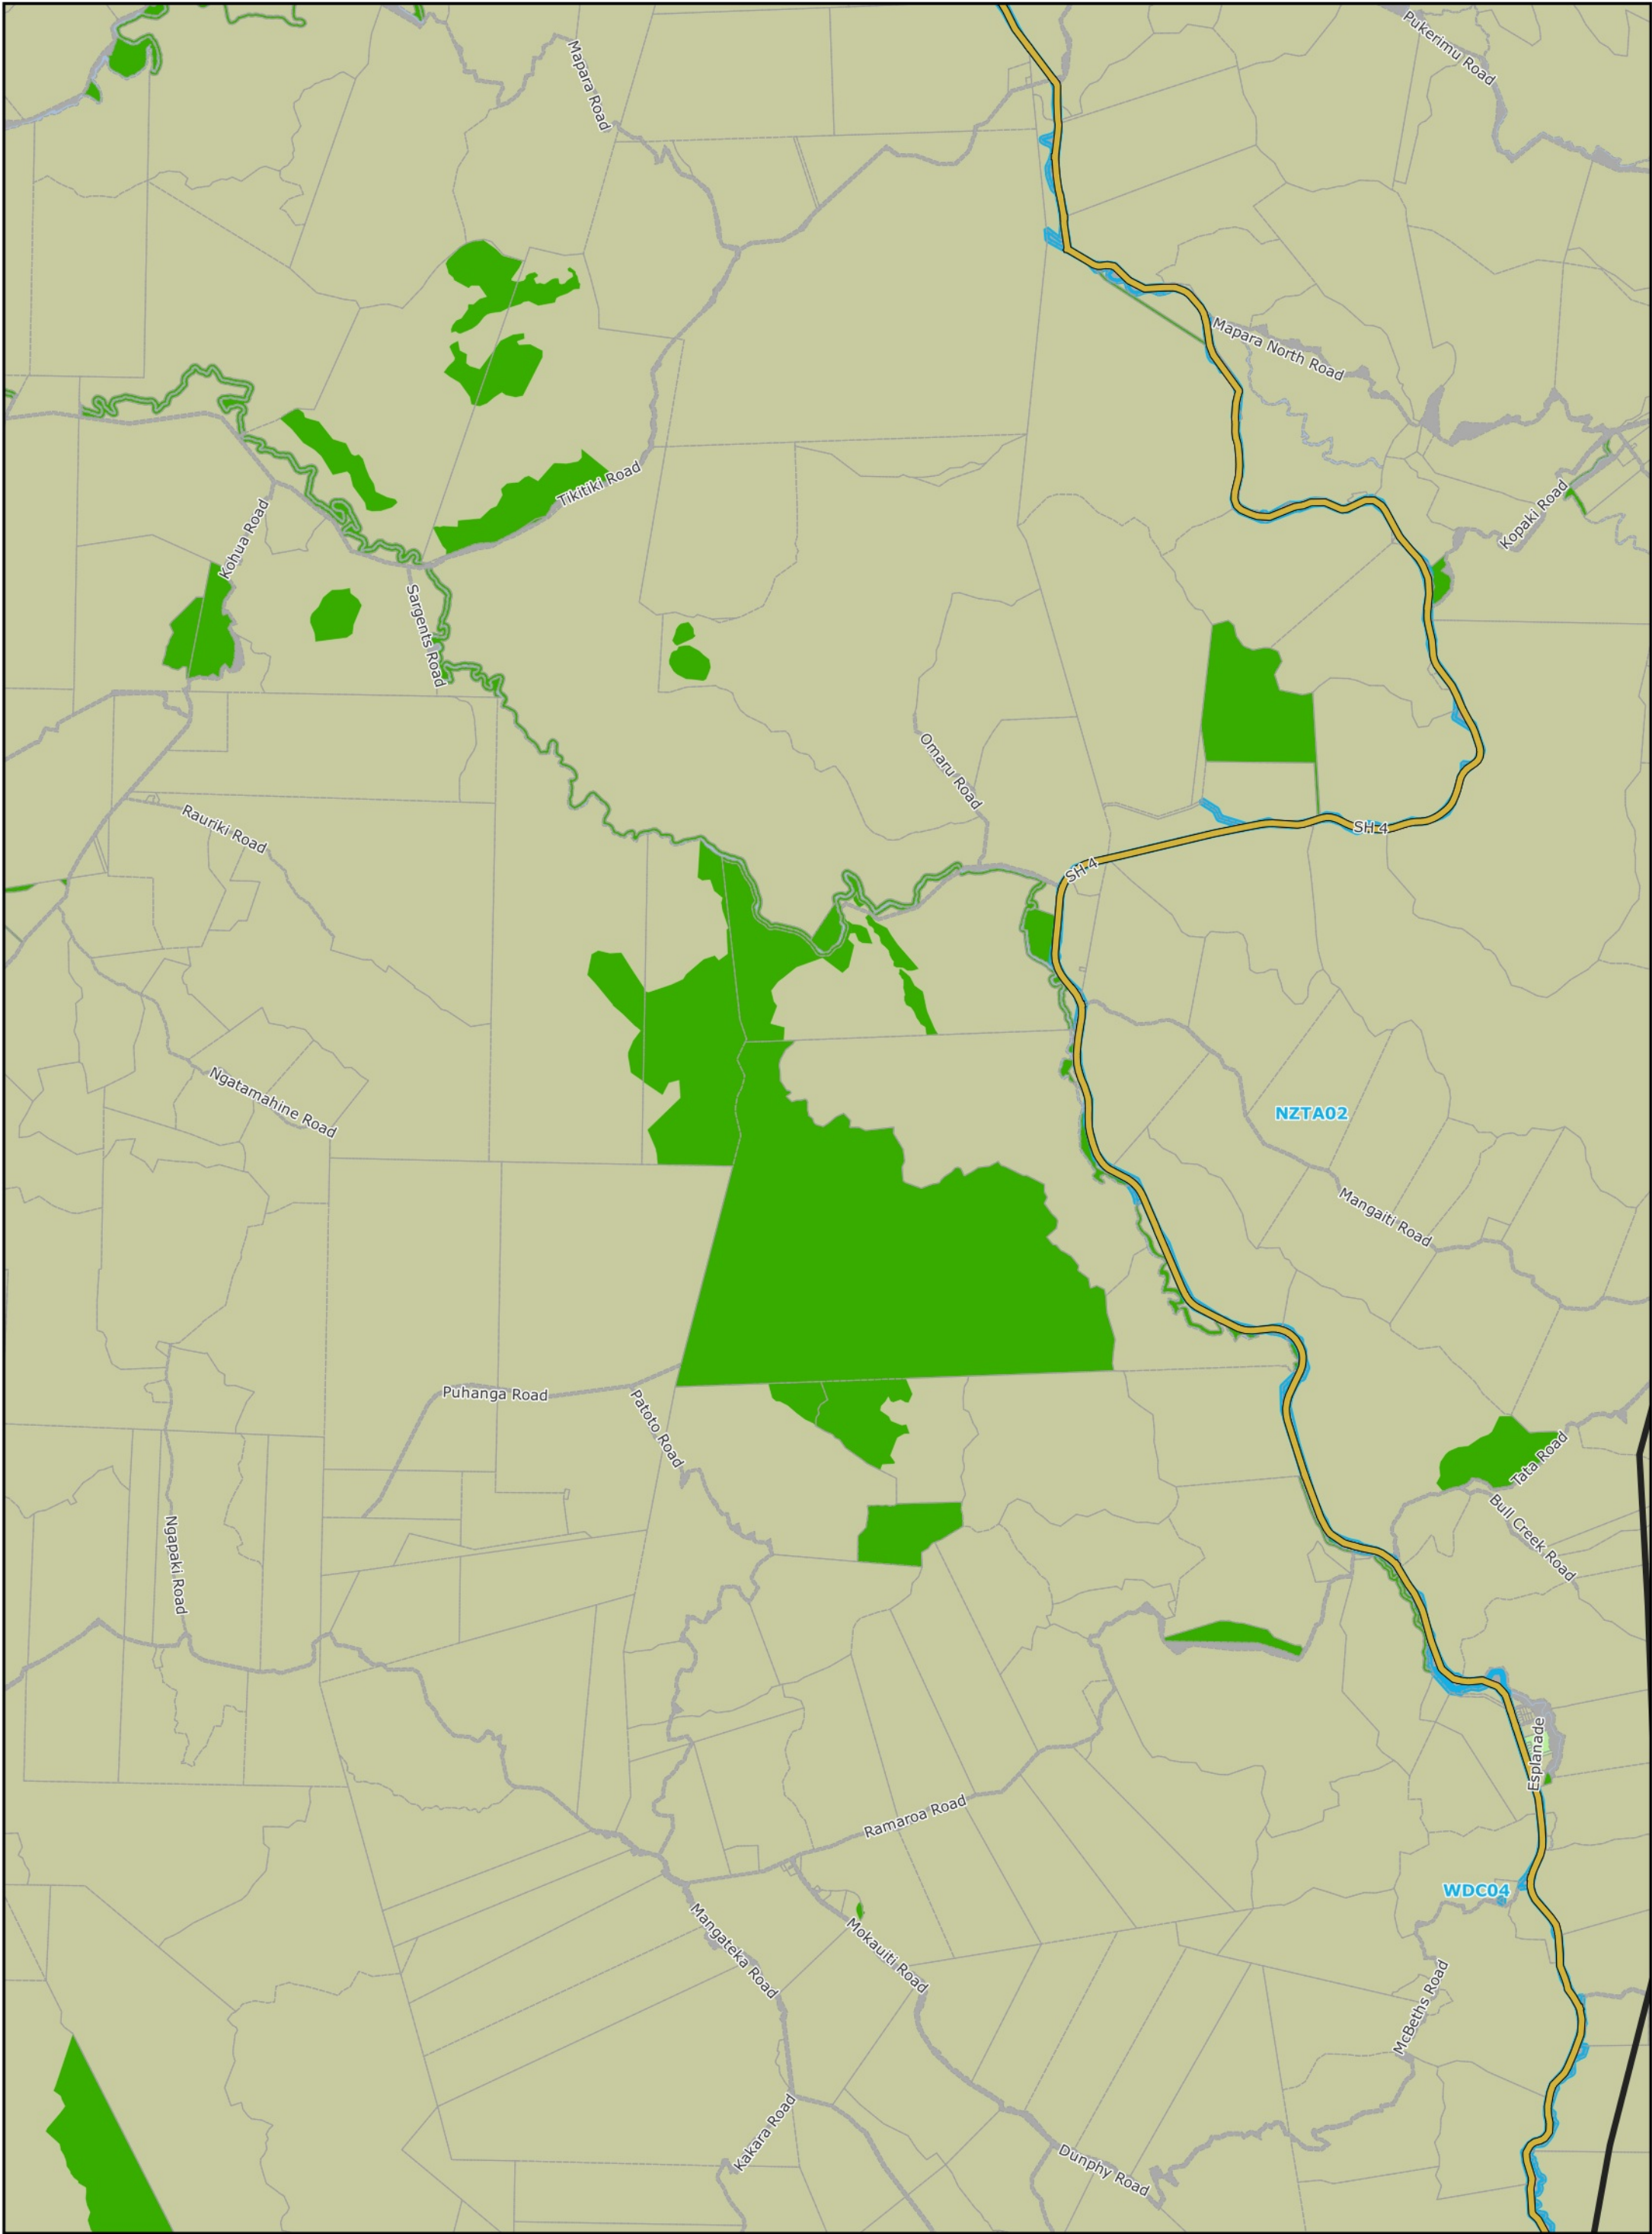 Pukerimu Road
Mapara Road
Mapara North Road
Tikitiki Road
Kopaki Road
Kohua Road
Sargents Road
Omaru Road
Rauriki Road
SH 4
SH 4
Ngatamahine Road
NZTA02
Mangaiti Road
Puhanga Road
Patoto Road
Tata Road
Bull Creek Road
Ngapaki Road
Esplanade
Ramaroa Road
WDC04
Mangateka Road
Mokauiti Road
McBeths Road
Kakara Road
Dunphy Road